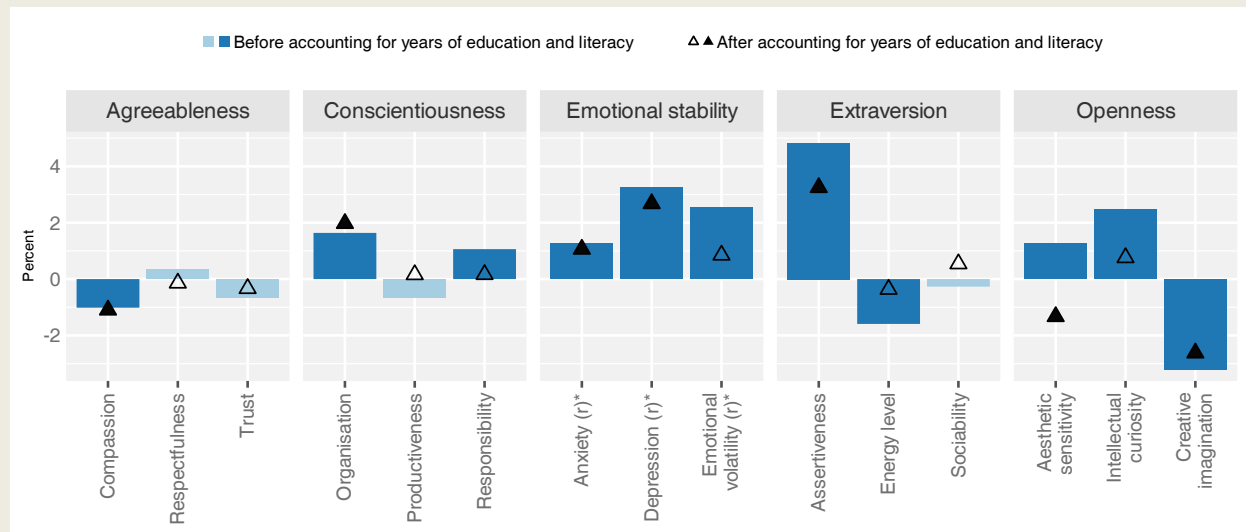 Before accounting for years of education and literacy
After accounting for years of education and literacy
Agreeableness
Conscientiousness
Emotional stability
Extraversion
Openness
Percent
4
2
0
-2
Compassion
Respectfulness
Trust
Organisation
Productiveness
Responsibility
Anxiety (r)*
Depression (r)*
Emotional
volatility (r)*
Assertiveness
Energy level
Sociability
Aesthetic
sensitivity
Intellectual
curiosity
Creative
imagination